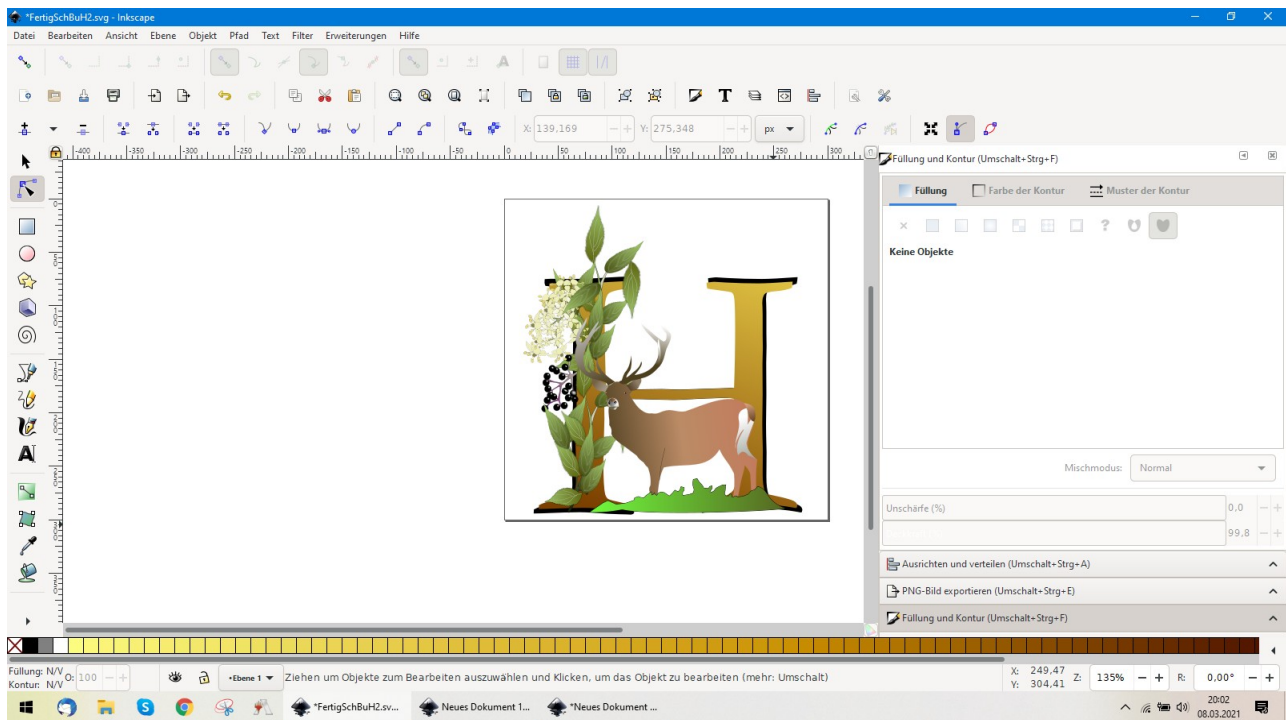 *FertigSchBuH2.svg - Inkscape
Datei Bearbeiten Ansicht Ebene Objekt Pfad Text Filter Erweiterungen Hilfe
X: 139,169 Y: 275,348 px
Füllung und Kontur (Umschalt+Strg+F)
Füllung Farbe der Kontur Muster der Kontur
Keine Objekte
Mischmodus: Normal
Unschärfe (%) 0,0
99,8
Ausrichten und verteilen (Umschalt+Strg+A)
PNG-Bild exportieren (Umschalt+Strg+E)
Füllung und Kontur (Umschalt+Strg+F)
Füllung: N/V
Kontur: N/V
O: 100
•Ebene 1
Ziehen um Objekte zum Bearbeiten auszuwählen und Klicken, um das Objekt zu bearbeiten (mehr: Umschalt)
X: 249,47
Y: 304,41
Z: 135% R: 0,00°
*FertigSchBuH2.sv... Neues Dokument 1... *Neues Dokument ...
20:02
08.03.2021